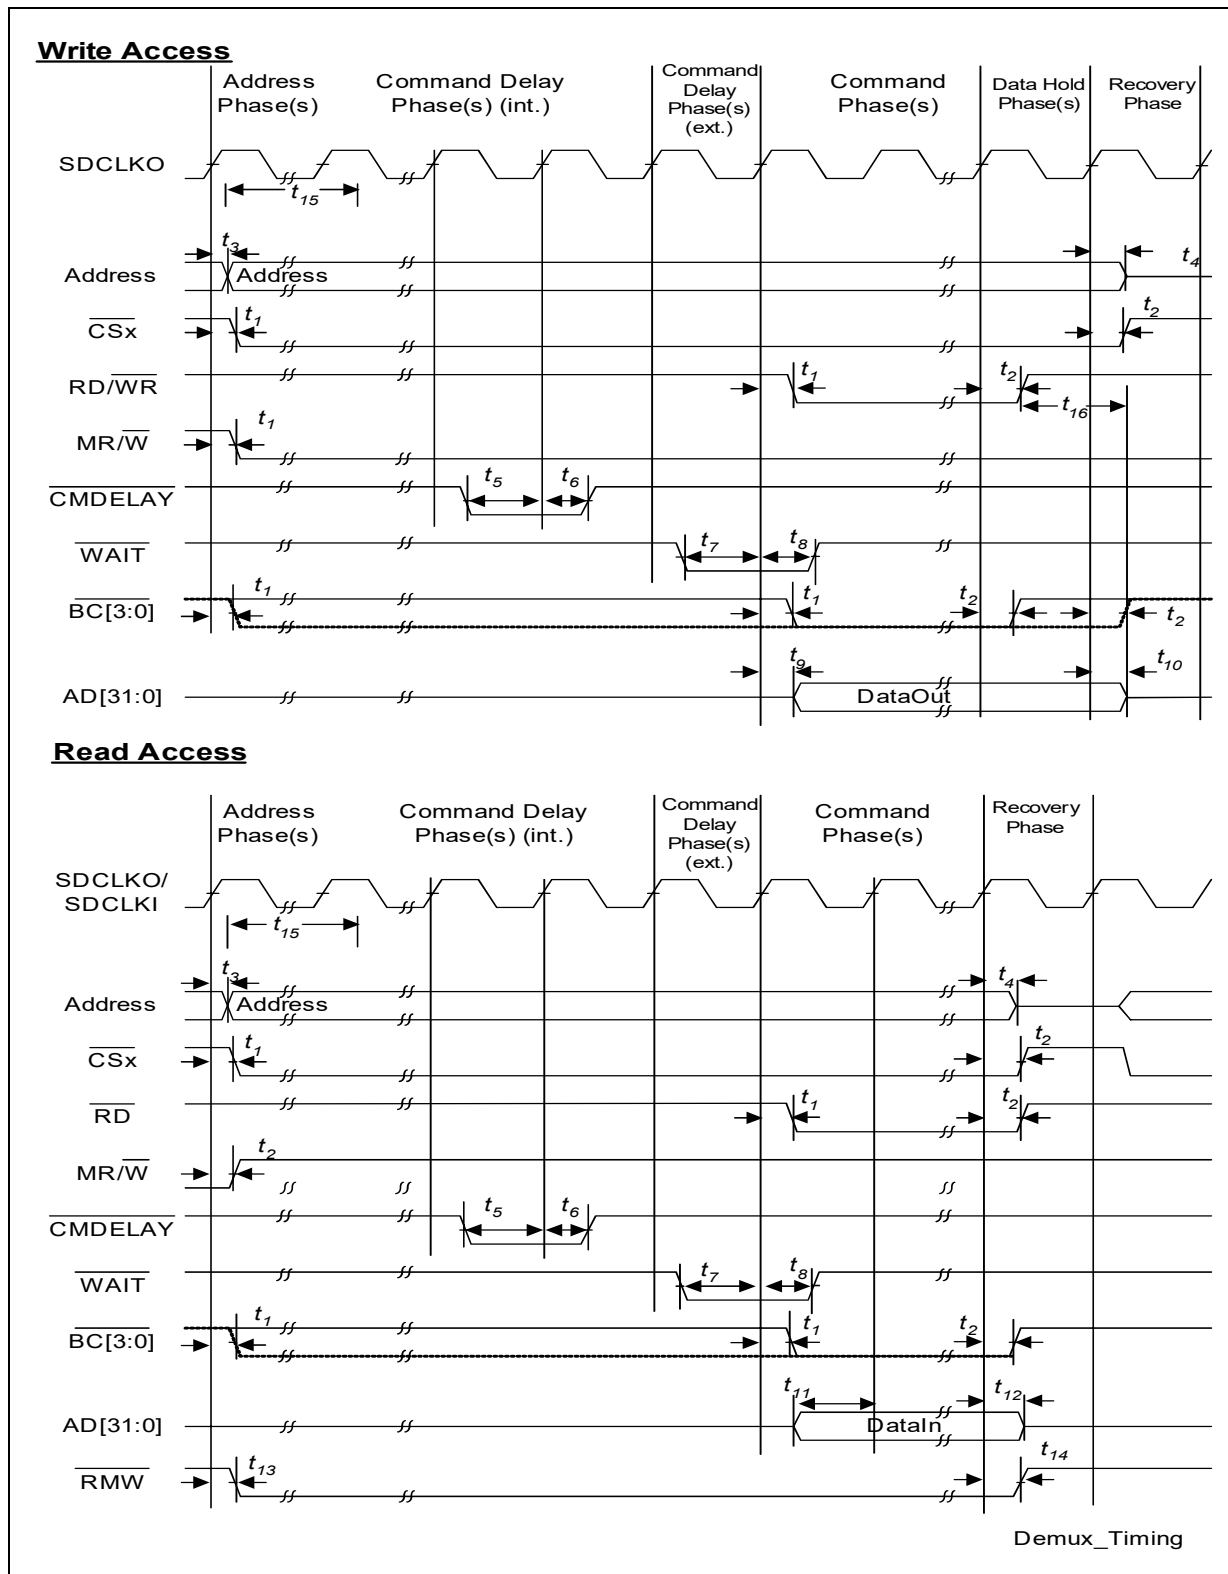 Write Access
Address Phase(s)
Command Delay Phase(s) (int.)
Command Delay Phase(s) (ext.)
Command Phase(s)
Data Hold Phase(s)
Recovery Phase
SDCLKO
t15
t3
t4
Address
Address
CSx
t1
t2
RD/WR
t1
t2
t16
MR/W
t1
CMDELAY
t5
t6
WAIT
t7
t8
BC[3:0]
t1
t1
t2
t2
AD[31:0]
t9
DataOut
t10
Read Access
Address Phase(s)
Command Delay Phase(s) (int.)
Command Delay Phase(s) (ext.)
Command Phase(s)
Recovery Phase
SDCLKO/
SDCLKI
t15
t3
t4
Address
Address
CSx
t1
t2
RD
t1
t2
MR/W
t2
CMDELAY
t5
t6
WAIT
t7
t8
BC[3:0]
t1
t1
t2
AD[31:0]
t11
DataIn
t12
RMW
t13
t14
Demux_Timing